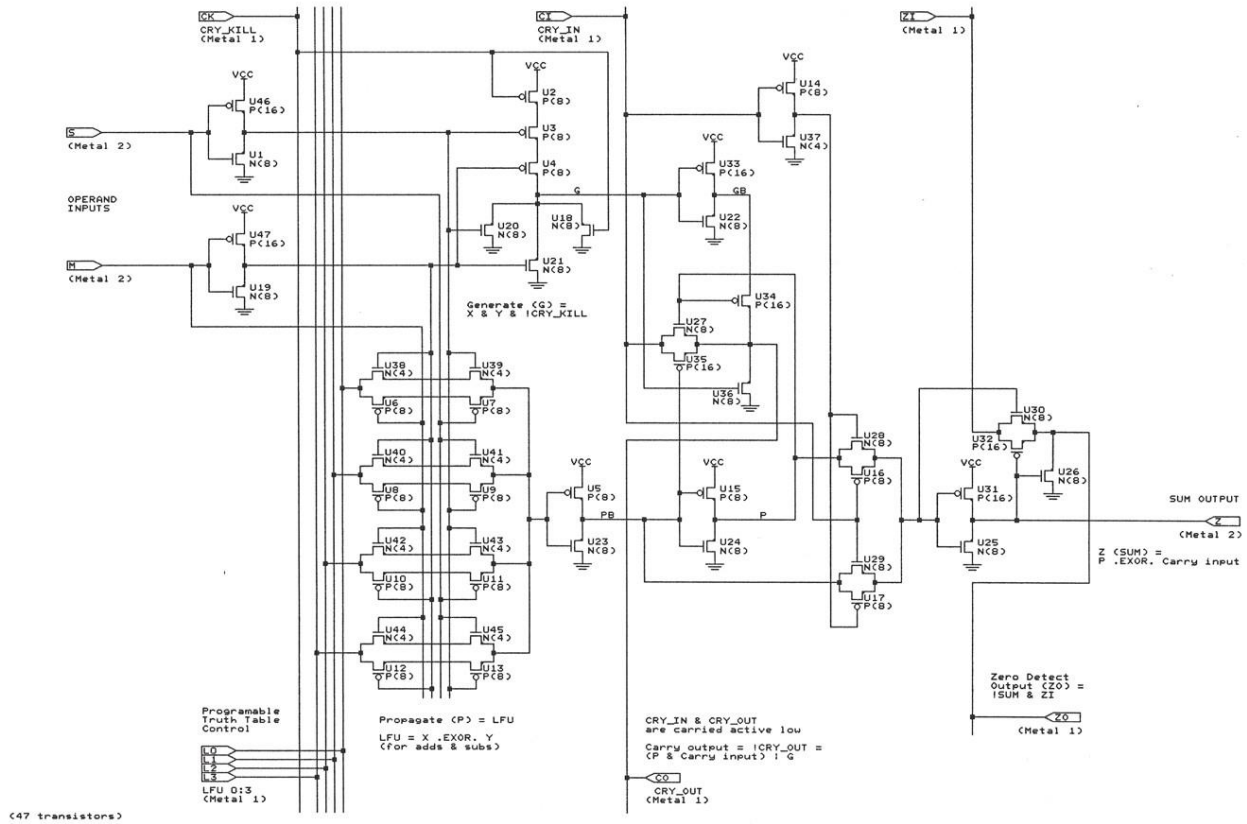 CK
CRY_KILL
(Metal 1)
CI
CRY_IN
(Metal 1)
ZI
(Metal 1)
VCC
U46
P(16)
U1
N(8)
S
(Metal 2)
OPERAND
INPUTS
VCC
U47
P(16)
U19
N(8)
M
(Metal 2)
VCC
U2
P(8)
U3
P(8)
U4
P(8)
G
U20
N(8)
U18
N(8)
U21
N(8)
Generate (G) =
X & Y & !CRY_KILL
VCC
U33
P(16)
GB
U22
N(8)
VCC
U14
P(8)
U37
N(4)
U34
P(16)
U27
N(8)
U35
P(16)
U36
N(8)
U38
N(4)
U39
N(4)
U6
P(8)
U7
P(8)
U40
N(4)
U41
N(4)
U8
P(8)
U9
P(8)
U42
N(4)
U43
N(4)
U10
P(8)
U11
P(8)
U44
N(4)
U45
N(4)
U12
P(8)
U13
P(8)
VCC
U5
P(8)
PB
U23
N(8)
VCC
U15
P(8)
P
U24
N(8)
U28
N(8)
U16
P(8)
U29
N(8)
U17
P(8)
U30
N(8)
U32
P(16)
U26
N(8)
VCC
U31
P(16)
U25
N(8)
SUM OUTPUT
Z
(Metal 2)
Z (SUM) =
P .EXOR. Carry input
Zero Detect
Output (ZO) =
!SUM & ZI
ZO
(Metal 1)
Programable
Truth Table
Control
L0
L1
L2
L3
LFU 0:3
(Metal 1)
Propagate (P) = LFU
LFU = X .EXOR. Y
(for adds & subs)
CRY_IN & CRY_OUT
are carried active low
Carry output = !CRY_OUT =
(P & Carry input) | G
CO
CRY_OUT
(Metal 1)
(47 transistors)